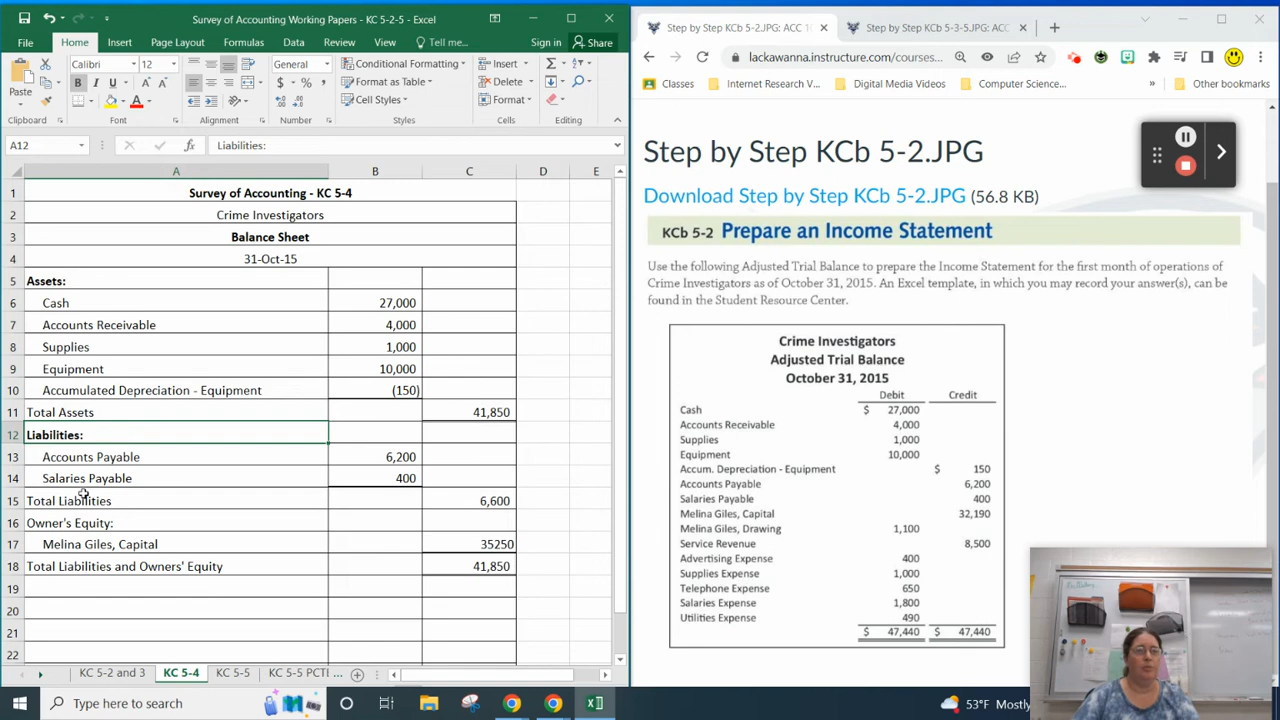 Survey of Accounting Working Papers - KC 5-2-5 - Excel
File Home Insert Page Layout Formulas Data Review View Tell me... Sign in Share
Paste
Calibri 12
B I U
A A
General
$ % ,
Conditional Formatting
Format as Table
Cell Styles
Insert
Delete
Format
Clipboard Font Alignment Number Styles Cells Editing
A12 fx Liabilities:
A B C D E
1 Survey of Accounting - KC 5-4
2 Crime Investigators
3 Balance Sheet
4 31-Oct-15
5 Assets:
6 Cash 27,000
7 Accounts Receivable 4,000
8 Supplies 1,000
9 Equipment 10,000
10 Accumulated Depreciation - Equipment (150)
11 Total Assets 41,850
12 Liabilities:
13 Accounts Payable 6,200
14 Salaries Payable 400
15 Total Liabilities 6,600
16 Owner's Equity:
17 Melina Giles, Capital 35250
18 Total Liabilities and Owners' Equity 41,850
19
20
21
22
KC 5-2 and 3 KC 5-4 KC 5-5 KC 5-5 PCTI ...
Type here to search
Step by Step KCb 5-2.JPG: ACC 1
Step by Step KC 5-3-5.JPG: ACC
lackawanna.instructure.com/courses...
Classes Internet Research V... Digital Media Videos Computer Science... » Other bookmarks
Step by Step KCb 5-2.JPG
Download Step by Step KCb 5-2.JPG (56.8 KB)
KCb 5-2 Prepare an Income Statement
Use the following Adjusted Trial Balance to prepare the Income Statement for the first month of operations of
Crime Investigators as of October 31, 2015. An Excel template, in which you may record your answer(s), can be
found in the Student Resource Center.
Crime Investigators
Adjusted Trial Balance
October 31, 2015
Debit Credit
Cash $ 27,000
Accounts Receivable 4,000
Supplies 1,000
Equipment 10,000
Accum. Depreciation - Equipment $ 150
Accounts Payable 6,200
Salaries Payable 400
Melina Giles, Capital 32,190
Melina Giles, Drawing 1,100
Service Revenue 8,500
Advertising Expense 400
Supplies Expense 1,000
Telephone Expense 650
Salaries Expense 1,800
Utilities Expense 490
$ 47,440 $ 47,440
53°F Mostly